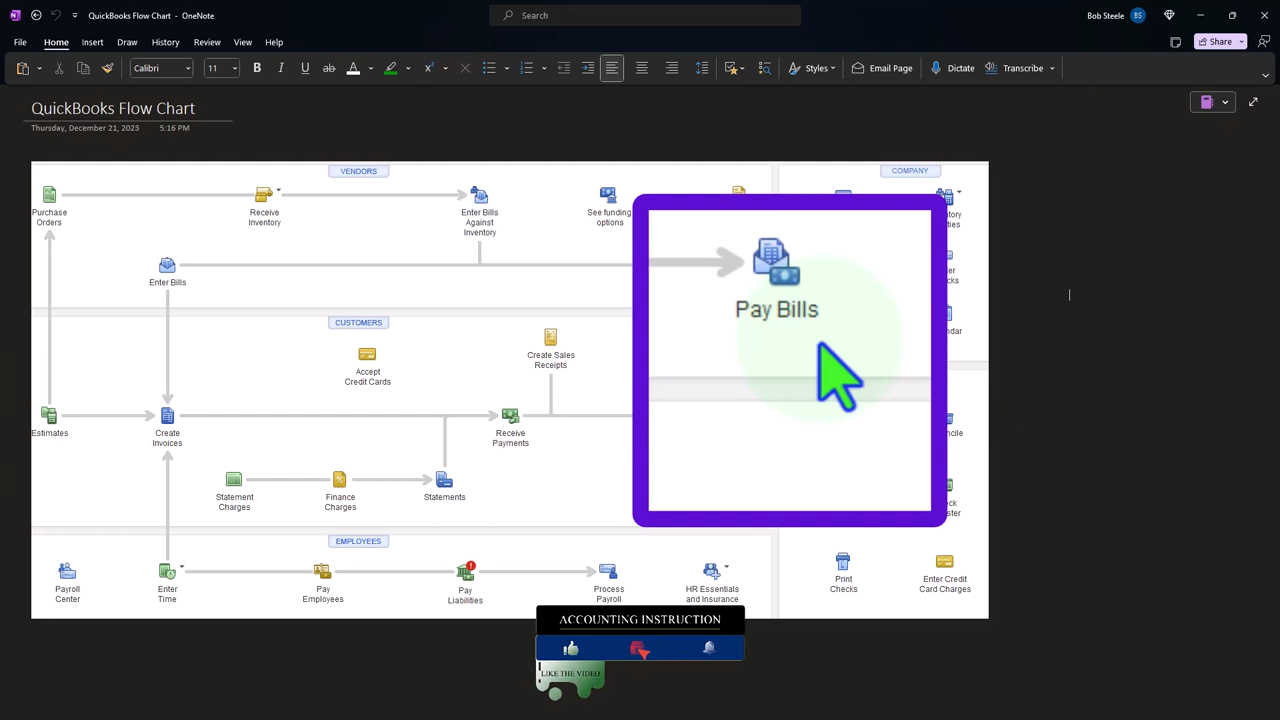 QuickBooks Flow Chart - OneNote
Search
Bob Steele
BS
File
Home
Insert
Draw
History
Review
View
Help
Share
Calibri
11
B
I
U
ab
A
Styles
Email Page
Dictate
Transcribe
QuickBooks Flow Chart
Thursday, December 21, 2023
5:16 PM
VENDORS
COMPANY
Purchase
Orders
Receive
Inventory
Enter Bills
Against
Inventory
See funding
options
Enter Bills
Pay Bills
CUSTOMERS
Accept
Credit Cards
Create Sales
Receipts
Estimates
Create
Invoices
Receive
Payments
Statement
Charges
Finance
Charges
Statements
EMPLOYEES
Payroll
Center
Enter
Time
Pay
Employees
Pay
Liabilities
Process
Payroll
HR Essentials
and Insurance
Print
Checks
Enter Credit
Card Charges
ACCOUNTING INSTRUCTION
LIKE THE VIDEO